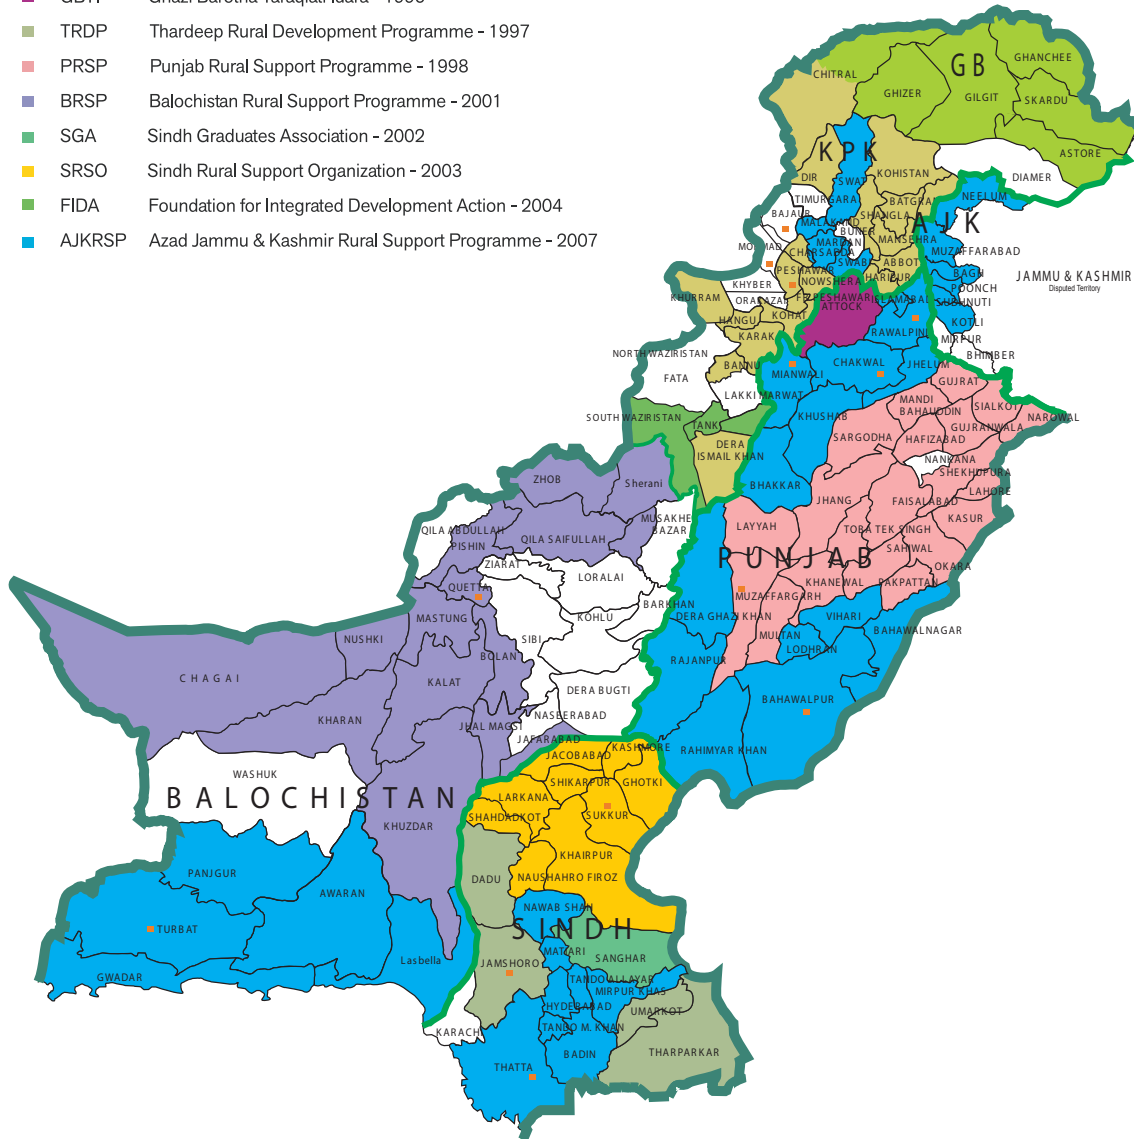 TRDP Thardeep Rural Development Programme - 1997
PRSP Punjab Rural Support Programme - 1998
BRSP Balochistan Rural Support Programme - 2001
SGA Sindh Graduates Association - 2002
SRSO Sindh Rural Support Organization - 2003
FIDA Foundation for Integrated Development Action - 2004
AJKRSP Azad Jammu & Kashmir Rural Support Programme - 2007
GB
GHANCHEE
CHITRAL
GHIZER
GILGIT
SKARDU
ASTORE
DIAMER
KPK
KOHISTAN
DIR
SWAT
TIMURGARA
BATGRAM
NEELUM
BAJAUR
SHANGLA
MALAKAND
BUNER
AJK
MARDAN
MANSEHRA
MUZAFFARABAD
CHARSADDA
SWABI
ABBOT
PESHAWAR
BAGH
HARIPUR
NOWSHERA
POONCH
JAMMU & KASHMIR
Disputed Territory
KHYBER
KHURRAM
ISLAMABAD
ATTOCK
KOHAT
HANGU
KOTLI
RAWALPINDI
KARAK
MIRPUR
BHIMBER
NORTH WAZIRISTAN
BANNU
CHAKWAL
JHELUM
FATA
MIANWALI
GUJRAT
LAKKI MARWAT
MANDI
BAHAUDDIN
SIALKOT
NAROWAL
SOUTH WAZIRISTAN
TANK
KHUSHAB
GUJRANWALA
SARGODHA
HAFIZABAD
DERA
ISMAIL KHAN
NANKANA
SHEKHUPURA
BHAKKAR
LAHORE
ZHOB
Sherani
JHANG
FAISALABAD
KASUR
LAYYAH
TOBA TEK SINGH
MUSAKHE
BAZAR
QILA ABDULLAH
PISHIN
QILA SAIFULLAH
SAHIWAL
PUNJAB
OKARA
ZIARAT
LORALAI
KHANEWAL
PAKPATTAN
QUETTA
MUZAFFARGARH
BARKHAN
KOHLU
DERA GHAZI KHAN
VIHARI
MASTUNG
MULTAN
BAHAWALNAGAR
NUSHKI
SIBI
LODHRAN
BOLAN
RAJANPUR
CHAGAI
KALAT
DERA BUGTI
BAHAWALPUR
KHARAN
NASEERABAD
JHAL MAGSI
JAFARABAD
KASHMORE
RAHIMYAR KHAN
JACOBABAD
WASHUK
SHIKARPUR
GHOTKI
BALOCHISTAN
LARKANA
SHAHDADKOT
SUKKUR
KHUZDAR
KHAIRPUR
PANJGUR
DADU
NAUSHAHRO FIROZ
AWARAN
NAWAB SHAH
TURBAT
SINDH
Lasbella
MATIARI
SANGHAR
JAMSHORO
GWADAR
TANDO ALLAYAR
MIRPUR KHAS
HYDERABAD
UMARKOT
KARACHI
TANDO M. KHAN
BADIN
THARPARKAR
THATTA